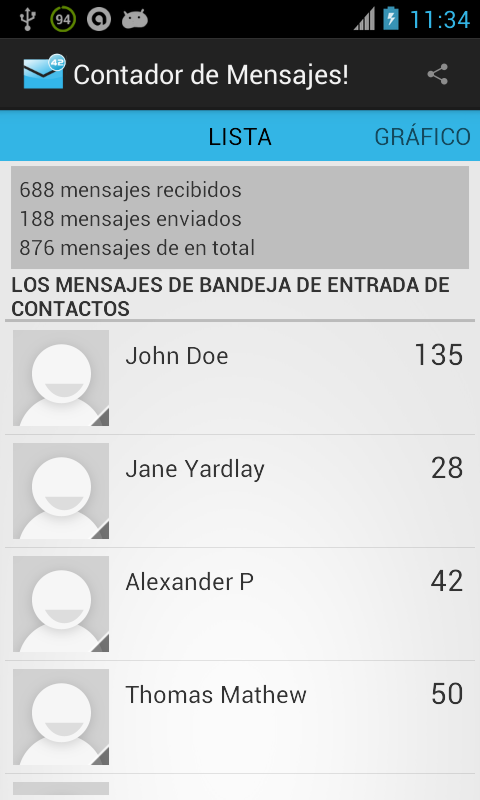 94
11:34
42
Contador de Mensajes!
LISTA
GRÁFICO
688 mensajes recibidos
188 mensajes enviados
876 mensajes de en total
LOS MENSAJES DE BANDEJA DE ENTRADA DE
CONTACTOS
John Doe
135
Jane Yardlay
28
Alexander P
42
Thomas Mathew
50